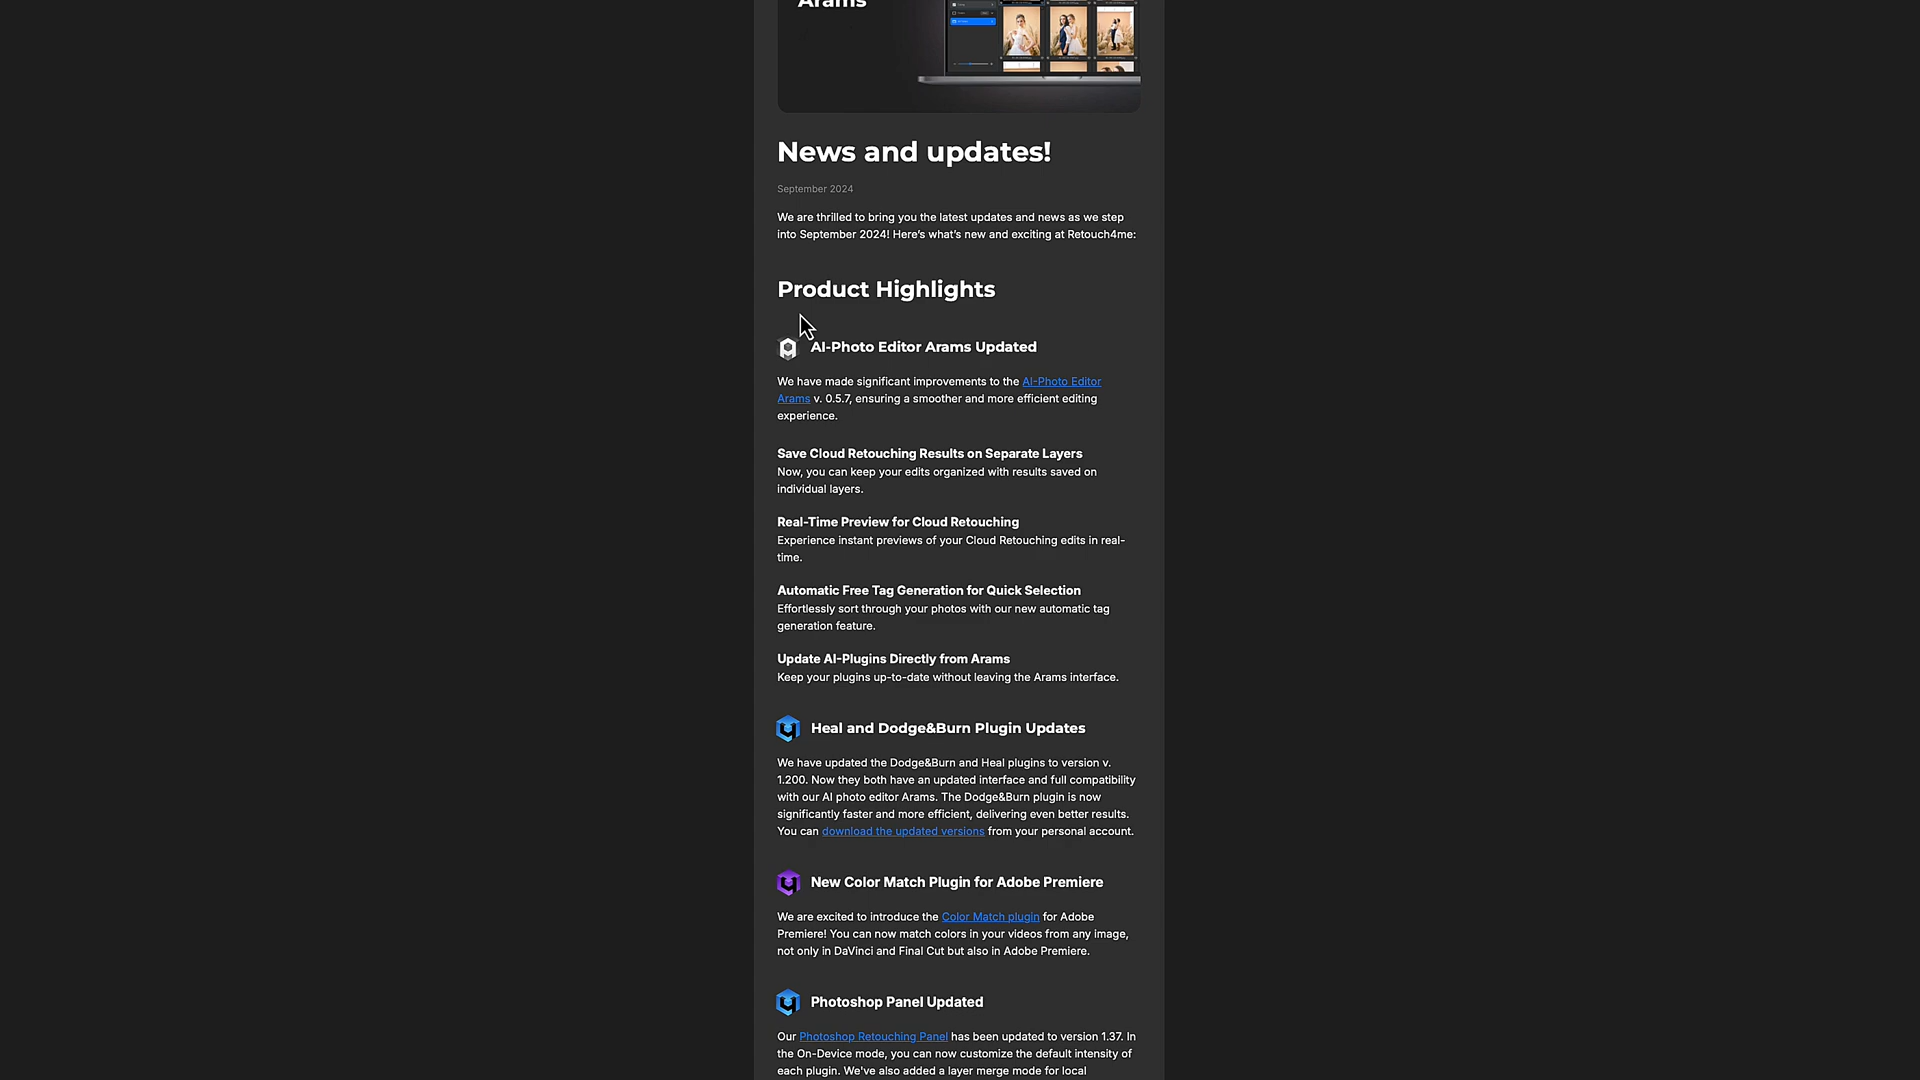 Arams
News and updates!
September 2024
We are thrilled to bring you the latest updates and news as we step
into September 2024! Here's what's new and exciting at Retouch4me:
Product Highlights
AI-Photo Editor Arams Updated
We have made significant improvements to the AI-Photo Editor
Arams v. 0.5.7, ensuring a smoother and more efficient editing
experience.
Save Cloud Retouching Results on Separate Layers
Now, you can keep your edits organized with results saved on
individual layers.
Real-Time Preview for Cloud Retouching
Experience instant previews of your Cloud Retouching edits in real-
time.
Automatic Free Tag Generation for Quick Selection
Effortlessly sort through your photos with our new automatic tag
generation feature.
Update AI-Plugins Directly from Arams
Keep your plugins up-to-date without leaving the Arams interface.
Heal and Dodge&Burn Plugin Updates
We have updated the Dodge&Burn and Heal plugins to version v.
1.200. Now they both have an updated interface and full compatibility
with our AI photo editor Arams. The Dodge&Burn plugin is now
significantly faster and more efficient, delivering even better results.
You can download the updated versions from your personal account.
New Color Match Plugin for Adobe Premiere
We are excited to introduce the Color Match plugin for Adobe
Premiere! You can now match colors in your videos from any image,
not only in DaVinci and Final Cut but also in Adobe Premiere.
Photoshop Panel Updated
Our Photoshop Retouching Panel has been updated to version 1.37. In
the On-Device mode, you can now customize the default intensity of
each plugin. We've also added a layer merge mode for local